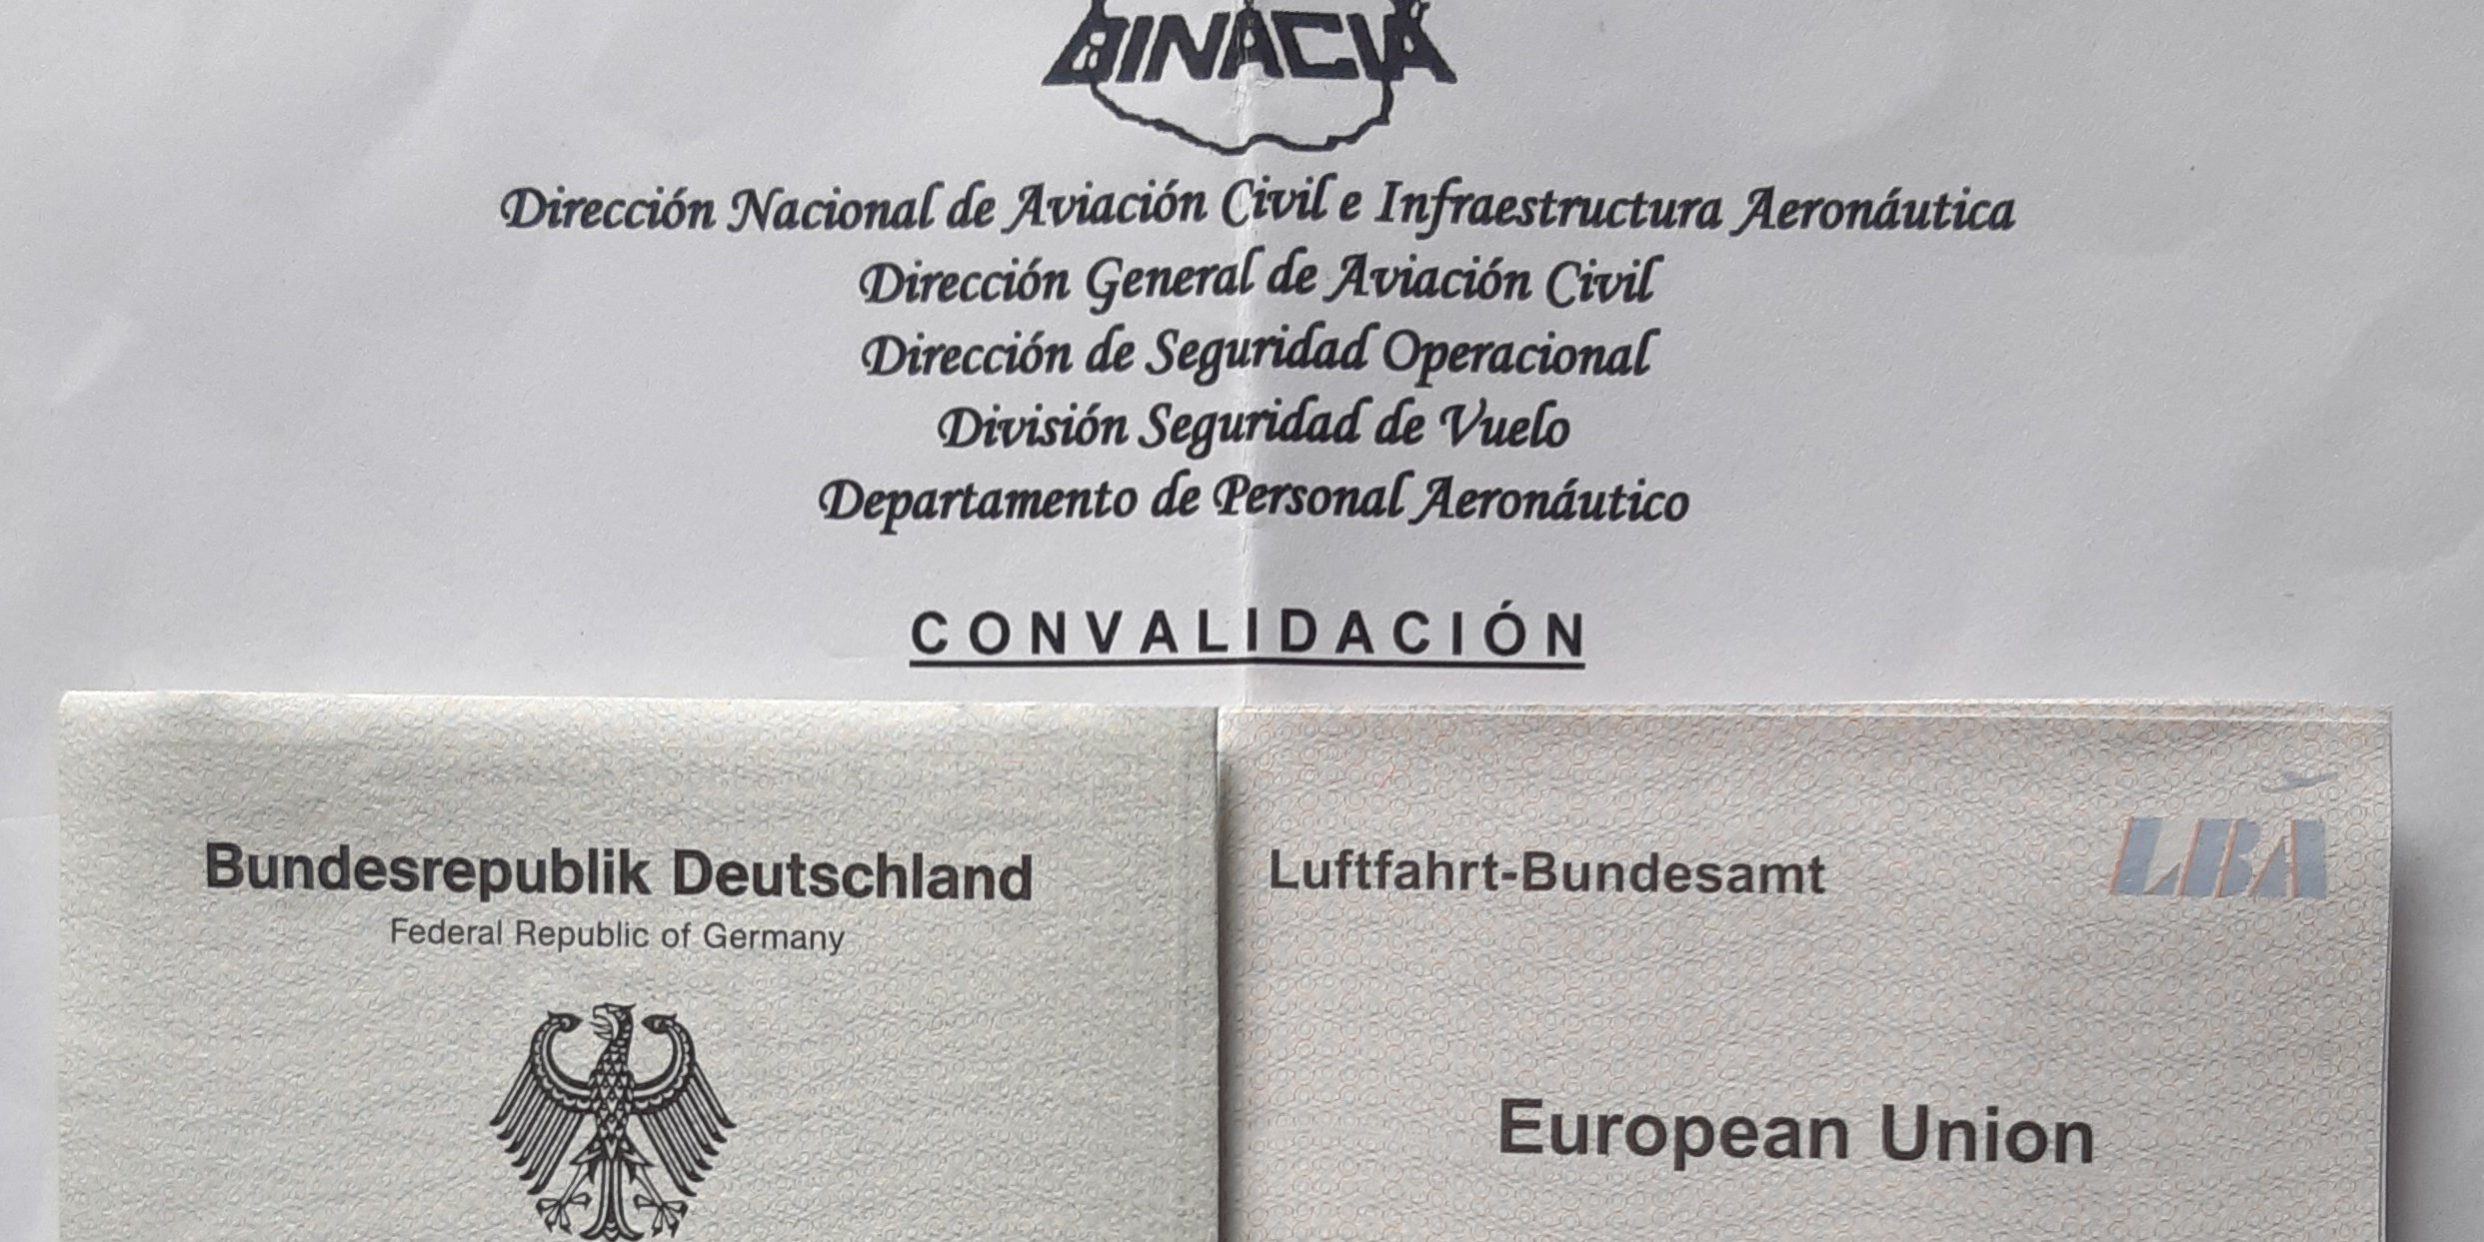 DINACIA
Dirección Nacional de Aviación Civil e Infraestructura Aeronáutica
Dirección General de Aviación Civil
Dirección de Seguridad Operacional
División Seguridad de Vuelo
Departamento de Personal Aeronáutico
CONVALIDACIÓN
Bundesrepublik Deutschland
Federal Republic of Germany
Luftfahrt-Bundesamt
LBA
European Union